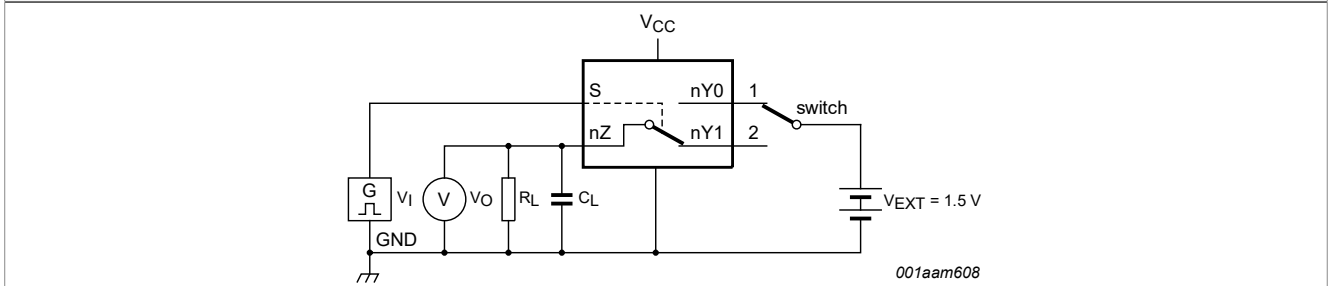 VCC
S nY0 1
switch
nZ nY1 2
G VI V VO RL CL
VEXT = 1.5 V
GND
001aam608